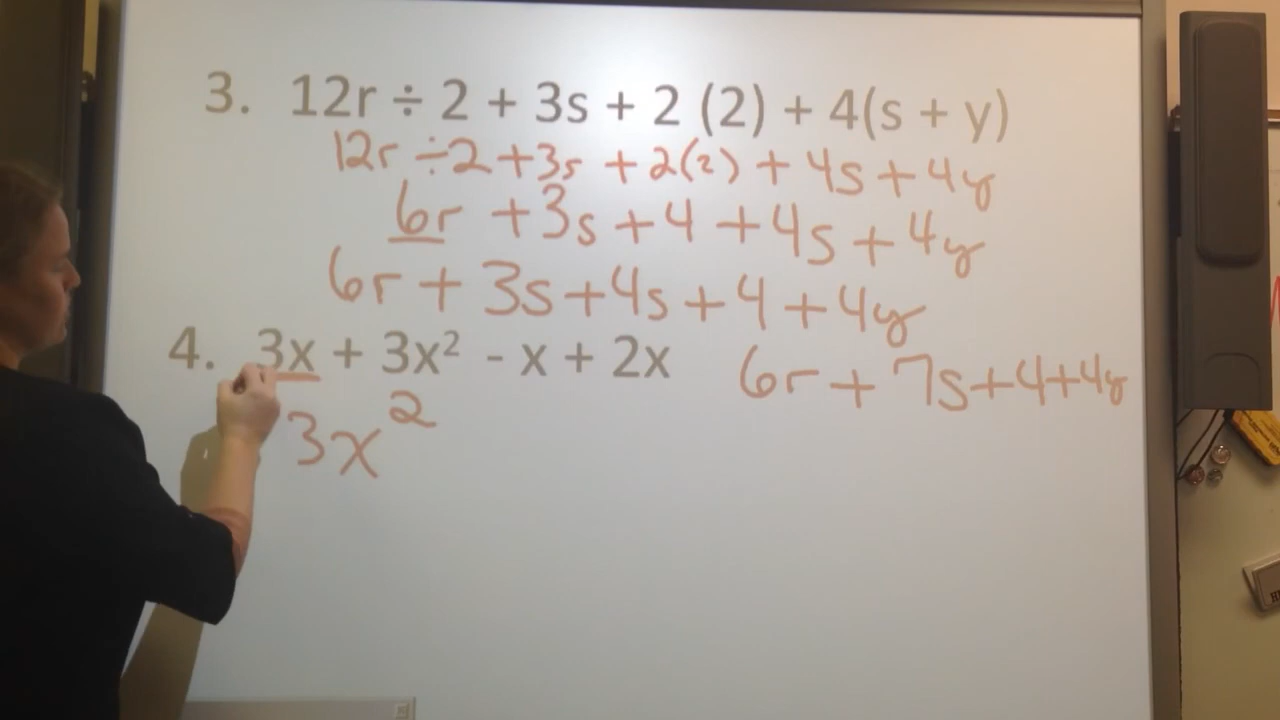 3. 12r ÷ 2 + 3s + 2 (2) + 4(s + y)
12r ÷2 +3s + 2(2) + 4s + 4y
6r +3s + 4 + 4s + 4y
6r + 3s + 4s + 4 + 4y
4. 3x + 3x² - x + 2x
6r + 7s + 4 + 4y
3x²